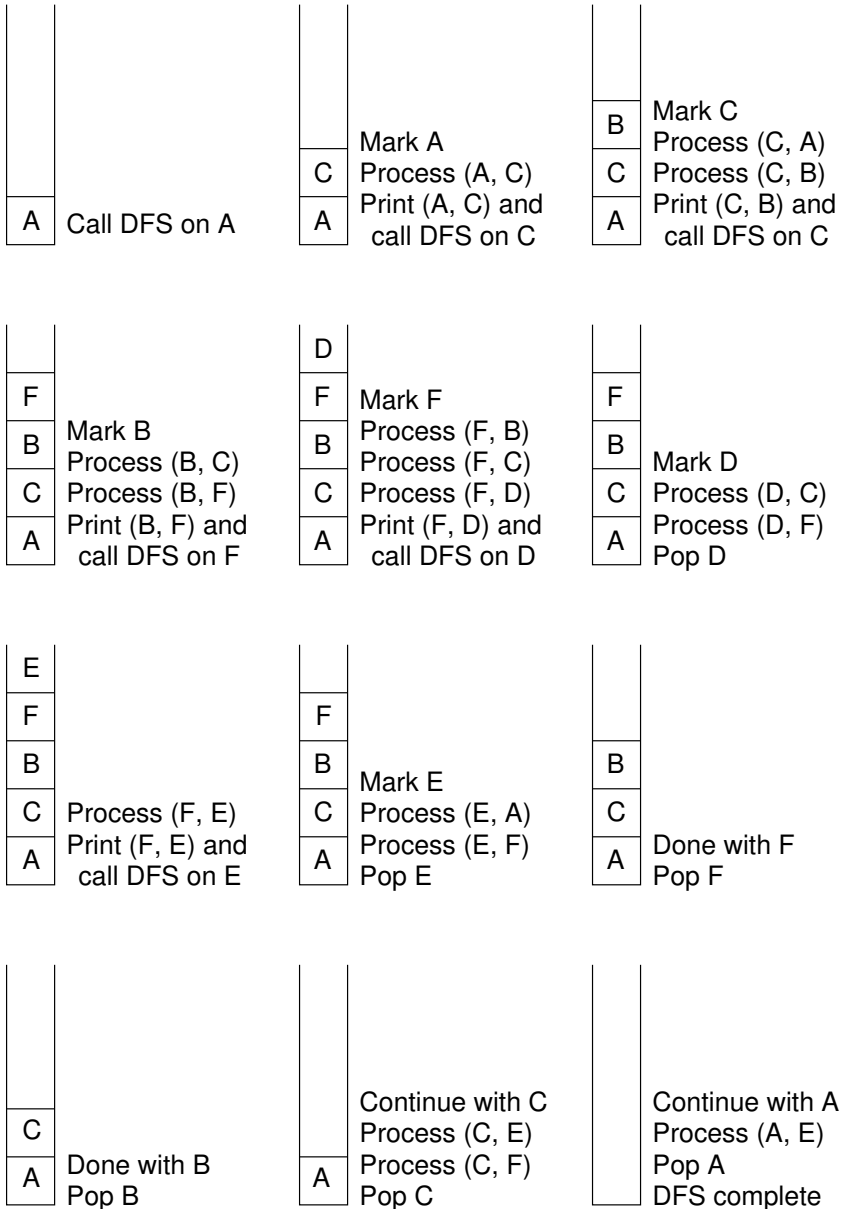 A
Call DFS on A
C
A
Mark A
Process (A, C)
Print (A, C) and
call DFS on C
B
C
A
Mark C
Process (C, A)
Process (C, B)
Print (C, B) and
call DFS on C
F
B
C
A
Mark B
Process (B, C)
Process (B, F)
Print (B, F) and
call DFS on F
D
F
B
C
A
Mark F
Process (F, B)
Process (F, C)
Process (F, D)
Print (F, D) and
call DFS on D
F
B
C
A
Mark D
Process (D, C)
Process (D, F)
Pop D
E
F
B
C
A
Process (F, E)
Print (F, E) and
call DFS on E
F
B
C
A
Mark E
Process (E, A)
Process (E, F)
Pop E
B
C
A
Done with F
Pop F
C
A
Done with B
Pop B
A
Continue with C
Process (C, E)
Process (C, F)
Pop C
Continue with A
Process (A, E)
Pop A
DFS complete